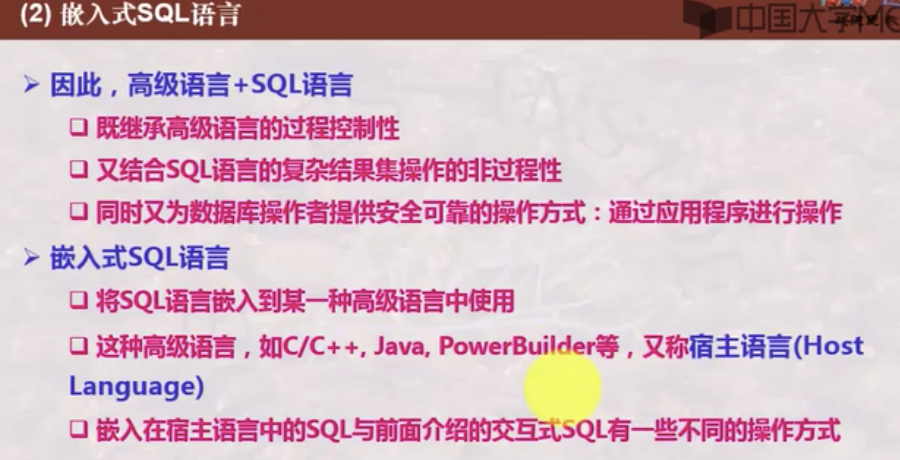 (2) 嵌入式SQL语言
中国大学MO
➢ 因此，高级语言+SQL语言
❑ 既继承高级语言的过程控制性
❑ 又结合SQL语言的复杂结果集操作的非过程性
❑ 同时又为数据库操作者提供安全可靠的操作方式：通过应用程序进行操作
➢ 嵌入式SQL语言
❑ 将SQL语言嵌入到某一种高级语言中使用
❑ 这种高级语言，如C/C++, Java, PowerBuilder等，又称宿主语言(Host
Language)
❑ 嵌入在宿主语言中的SQL与前面介绍的交互式SQL有一些不同的操作方式